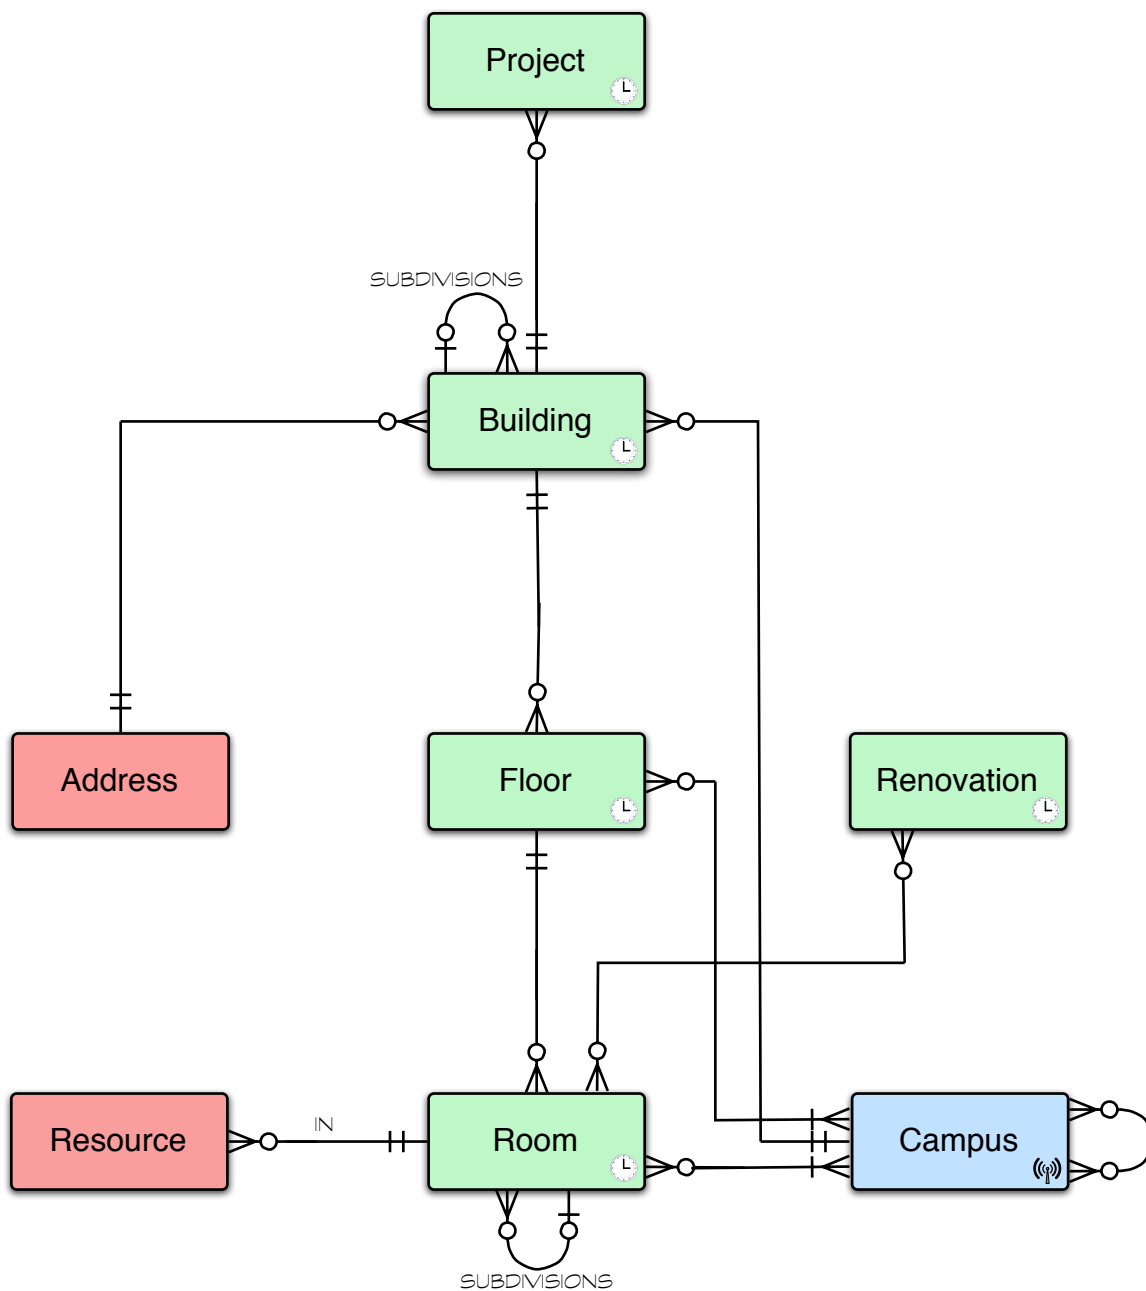 Project
SUBDIVISIONS
Building
Address
Floor
Renovation
Resource
IN
Room
Campus
SUBDIVISIONS